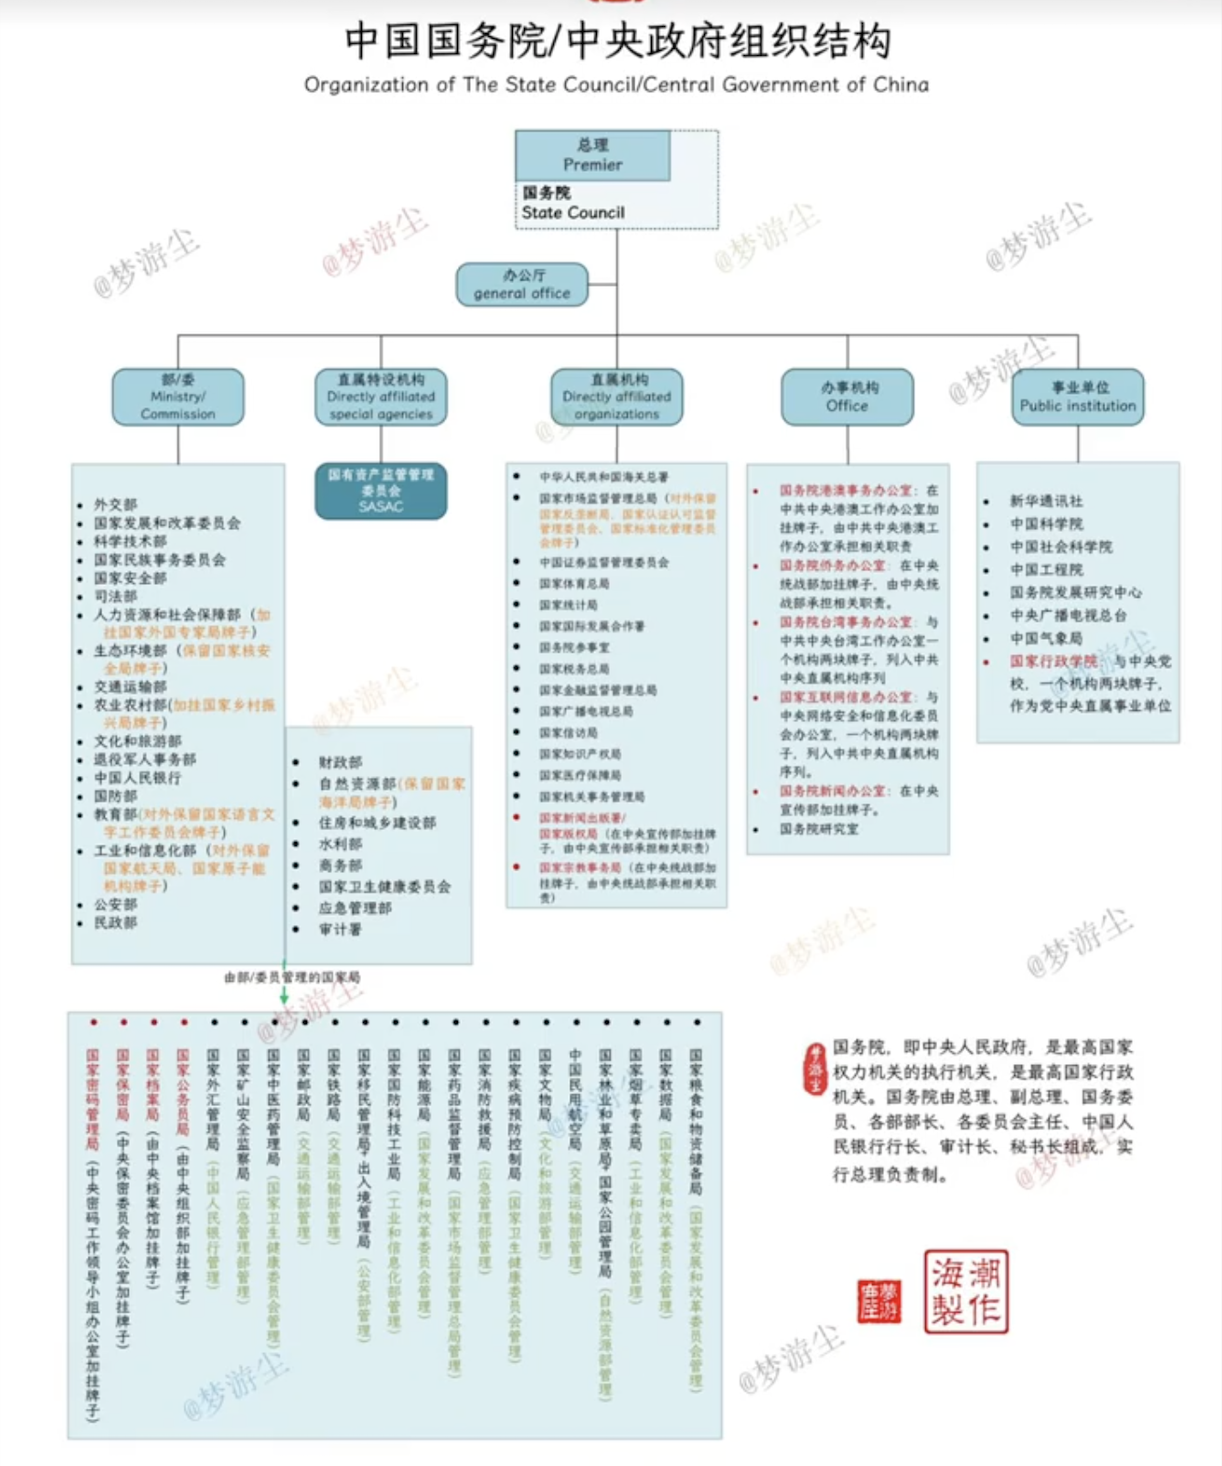 中国国务院/中央政府组织结构
Organization of The State Council/Central Government of China
总理
Premier
国务院
State Council
@梦游尘
@梦游尘
@梦游尘
@梦游尘
办公厅
general office
部/委
Ministry/
Commission
直属特设机构
Directly affiliated
special agencies
直属机构
Directly affiliated
organizations
办事机构
Office
事业单位
Public institution
@梦游尘
国有资产监管管理
委员会
SASAC
外交部
国家发展和改革委员会
科学技术部
国家民族事务委员会
国家安全部
司法部
人力资源和社会保障部（加
挂国家外国专家局牌子）
生态环境部（保留国家核安
全局牌子）
交通运输部
农业农村部(加挂国家乡村振
兴局牌子）
文化和旅游部
退役军人事务部
中国人民银行
国防部
教育部(对外保留国家语言文
字工作委员会牌子）
工业和信息化部（对外保留
国家航天局、国家原子能
机构牌子）
公安部
民政部
财政部
自然资源部(保留国家
海洋局牌子）
住房和城乡建设部
水利部
商务部
国家卫生健康委员会
应急管理部
审计署
中华人民共和国海关总署
国家市场监督管理总局（对外保留
国家反垄断局、国家认证认可监督
管理委员会、国家标准化管理委员
会牌子）
中国证券监督管理委员会
国家体育总局
国家统计局
国家国际发展合作署
国务院参事室
国家税务总局
国家金融监督管理总局
国家广播电视总局
国家信访局
国家知识产权局
国家医疗保障局
国家机关事务管理局
国家新闻出版署/
国家版权局（在中央宣传部加挂牌
子，由中央宣传部承担相关职责）
国家宗教事务局（在中央统战部加
挂牌子，由中央统战部承担相关职
责）
国务院港澳事务办公室：在
中共中央港澳工作办公室加
挂牌子，由中共中央港澳工
作办公室承担相关职责
国务院侨务办公室：在中央
统战部加挂牌子，由中央统
战部承担相关职责。
国务院台湾事务办公室：与
中共中央台湾工作办公室一
个机构两块牌子，列入中共
中央直属机构序列
国家互联网信息办公室：与
中央网络安全和信息化委员
会办公室，一个机构两块牌
子，列入中共中央直属机构
序列。
国务院新闻办公室：在中央
宣传部加挂牌子。
国务院研究室
新华通讯社
中国科学院
中国社会科学院
中国工程院
国务院发展研究中心
中央广播电视总台
中国气象局
国家行政学院 与中央党
校，一个机构两块牌子，
作为党中央直属事业单位
@梦游尘
@梦游尘
@梦游尘
由部/委员管理的国家局
国家密码管理局（中央密码工作领导小组办公室加挂牌子）
国家保密局（中央保密委员会办公室加挂牌子）
国家档案局（由中央档案馆加挂牌子）
国家公务员局（由中央组织部加挂牌子）
国家外汇管理局（中国人民银行管理）
国家矿山安全监察局（应急管理部管理）
国家中医药管理局（国家卫生健康委员会管理）
国家邮政局（交通运输部管理）
国家铁路局（交通运输部管理）
国家移民管理局+出入境管理局（公安部管理）
国家国防科技工业局（工业和信息化部管理）
国家能源局（国家发展和改革委员会管理）
国家药品监督管理局（国家市场监督管理总局管理）
国家消防救援局（应急管理部管理）
国家疾病预防控制局（国家卫生健康委员会管理）
国家文物局（文化和旅游部管理）
中国民用航空局（交通运输部管理）
国家林业和草原局+国家公园管理局（自然资源部管理）
国家烟草专卖局（工业和信息化部管理）
国家数据局（国家发展和改革委员会管理）
国家粮食和物资储备局（国家发展和改革委员会管理）
梦游尘
国务院，即中央人民政府，是最高国家
权力机关的执行机关，是最高国家行政
机关。国务院由总理、副总理、国务委
员、各部部长、各委员会主任、中国人
民银行行长、审计长、秘书长组成，实
行总理负责制。
@梦游尘
@梦游尘
@梦游尘
@梦游尘
@梦游尘
@梦游尘
潮作
海製